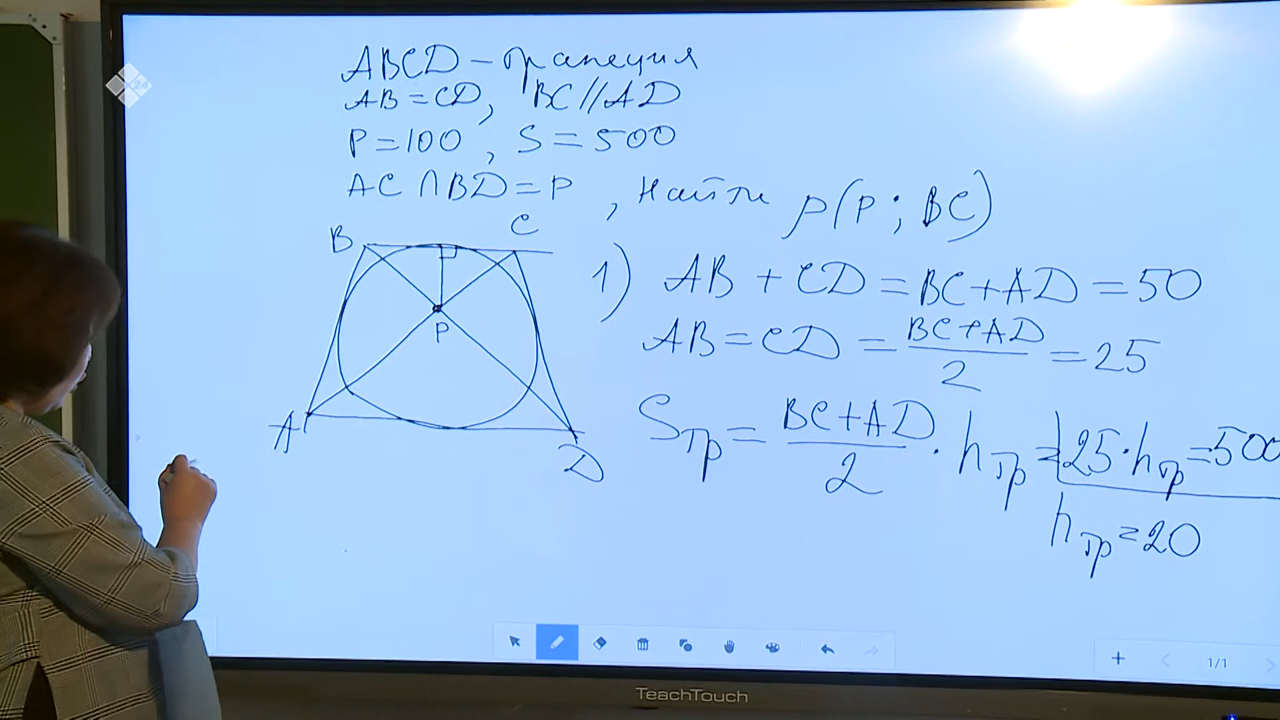 ABCD – трапеция
AB = CD, BC // AD
P = 100, S = 500
AC ∩ BD = P, Найти ρ(P; BC)
B
C
P
A
D
1) AB + CD = BC + AD = 50
AB = CD = BC + AD / 2 = 25
Sтр = BC + AD / 2 · hтр = 25 · hтр = 500
hтр = 20
24
1/1
TeachTouch